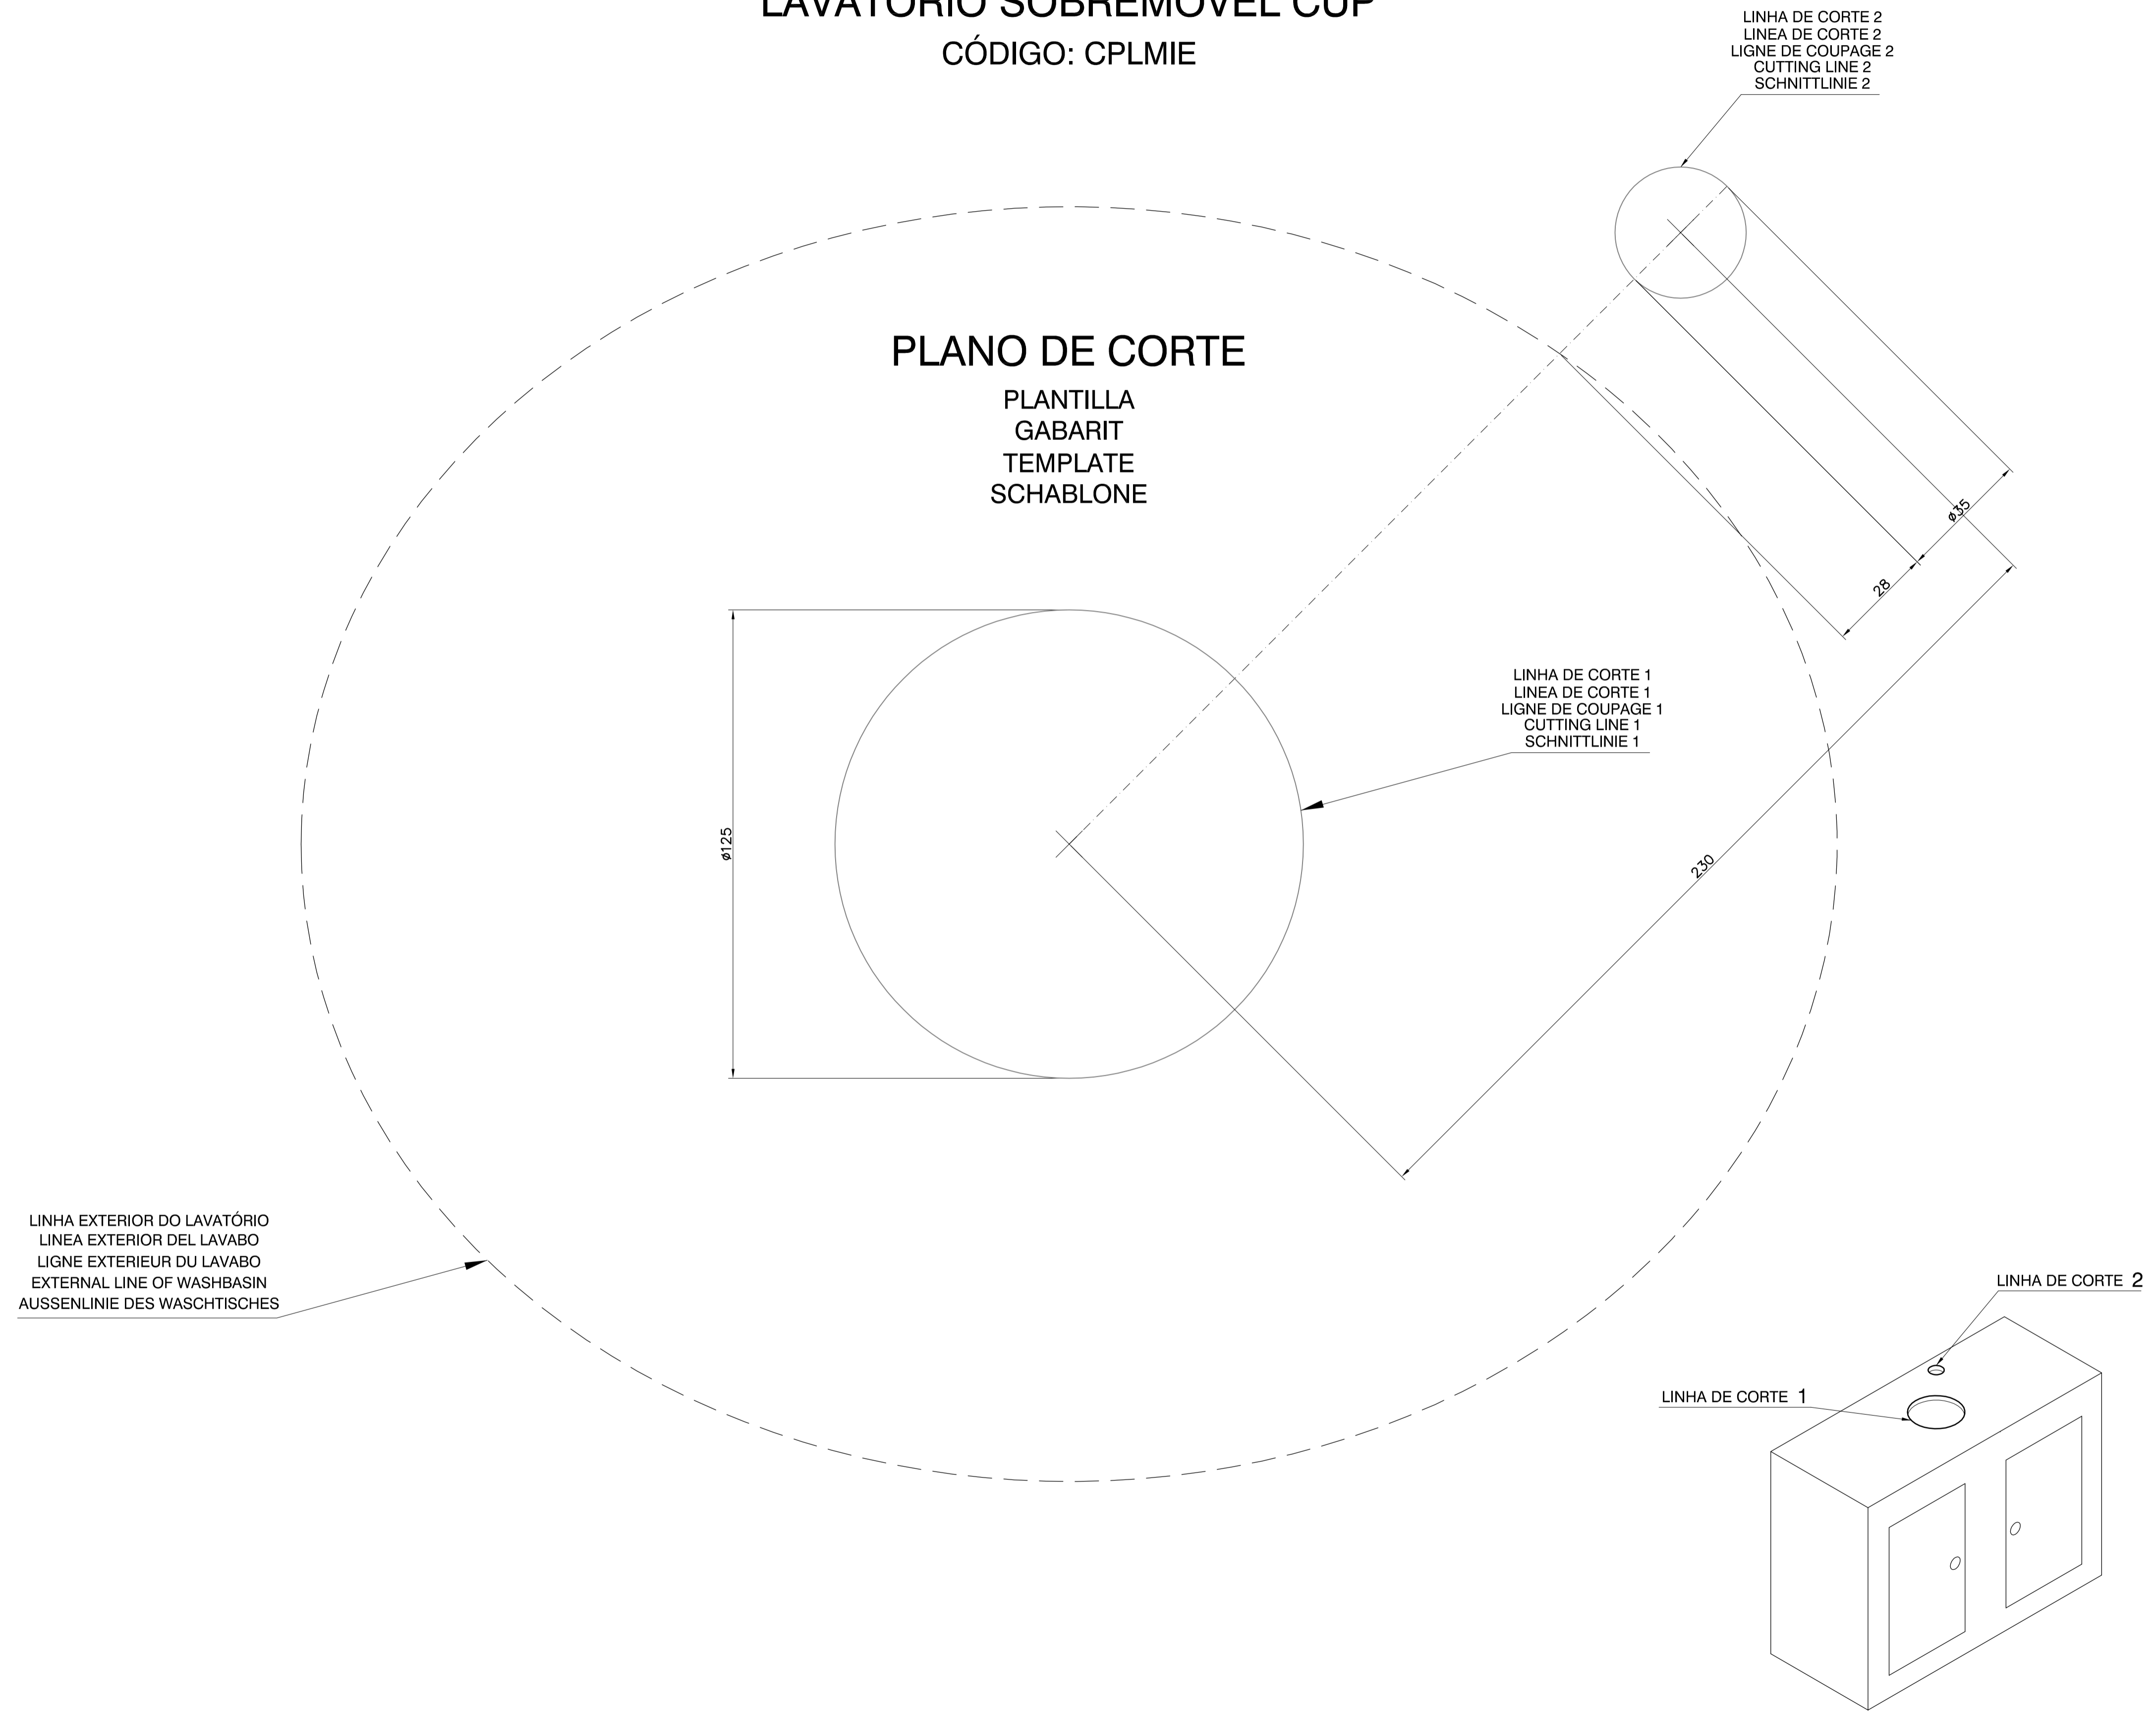 LAVATÓRIO SOBREMÓVEL CUP
CÓDIGO: CPLMIE
LINHA DE CORTE 2
LINEA DE CORTE 2
LIGNE DE COUPAGE 2
CUTTING LINE 2
SCHNITTLINIE 2
PLANO DE CORTE
PLANTILLA
GABARIT
TEMPLATE
SCHABLONE
ø35
28
LINHA DE CORTE 1
LINEA DE CORTE 1
LIGNE DE COUPAGE 1
CUTTING LINE 1
SCHNITTLINIE 1
ø125
230
LINHA EXTERIOR DO LAVATÓRIO
LINEA EXTERIOR DEL LAVABO
LIGNE EXTERIEUR DU LAVABO
EXTERNAL LINE OF WASHBASIN
AUSSENLINIE DES WASCHTISCHES
LINHA DE CORTE 2
LINHA DE CORTE 1